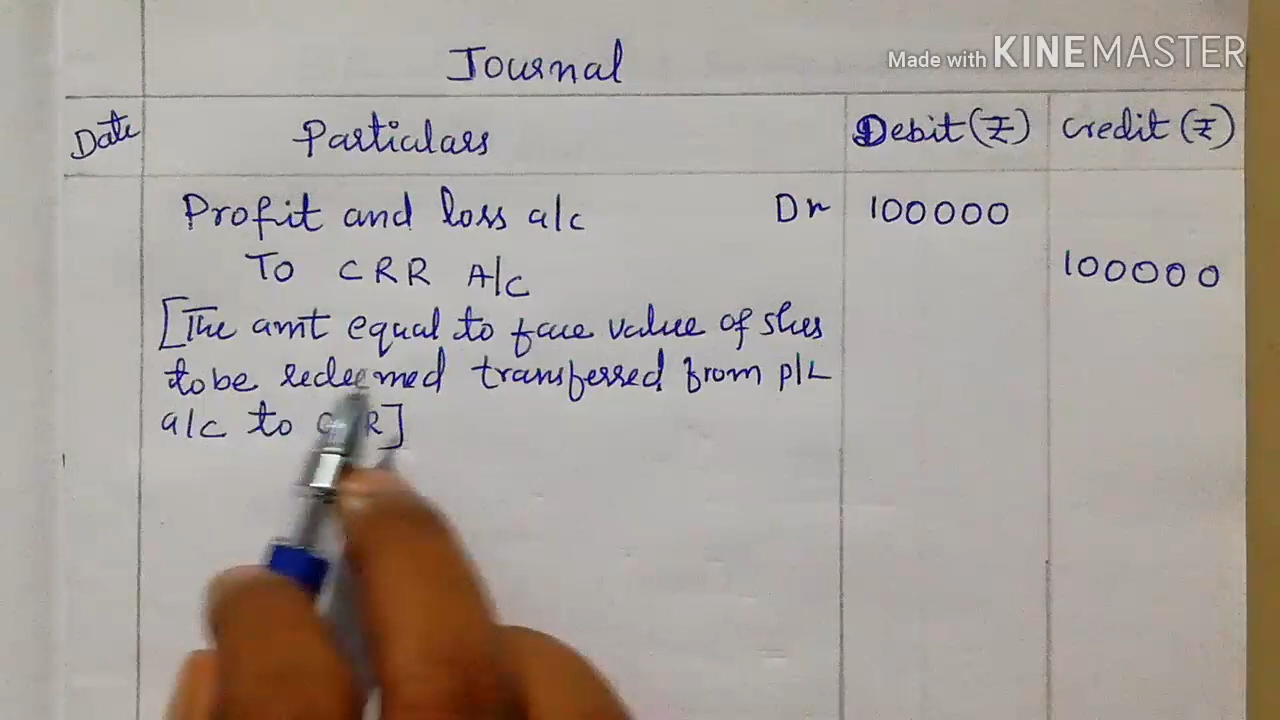 Journal
Made with KINEMASTER
Date Particulars Debit (₹) Credit (₹)
Profit and loss a/c Dr 100000
To CRR A/c 100000
[The amt equal to face value of shes
to be redeemed transferred from P/L
a/c to C R]